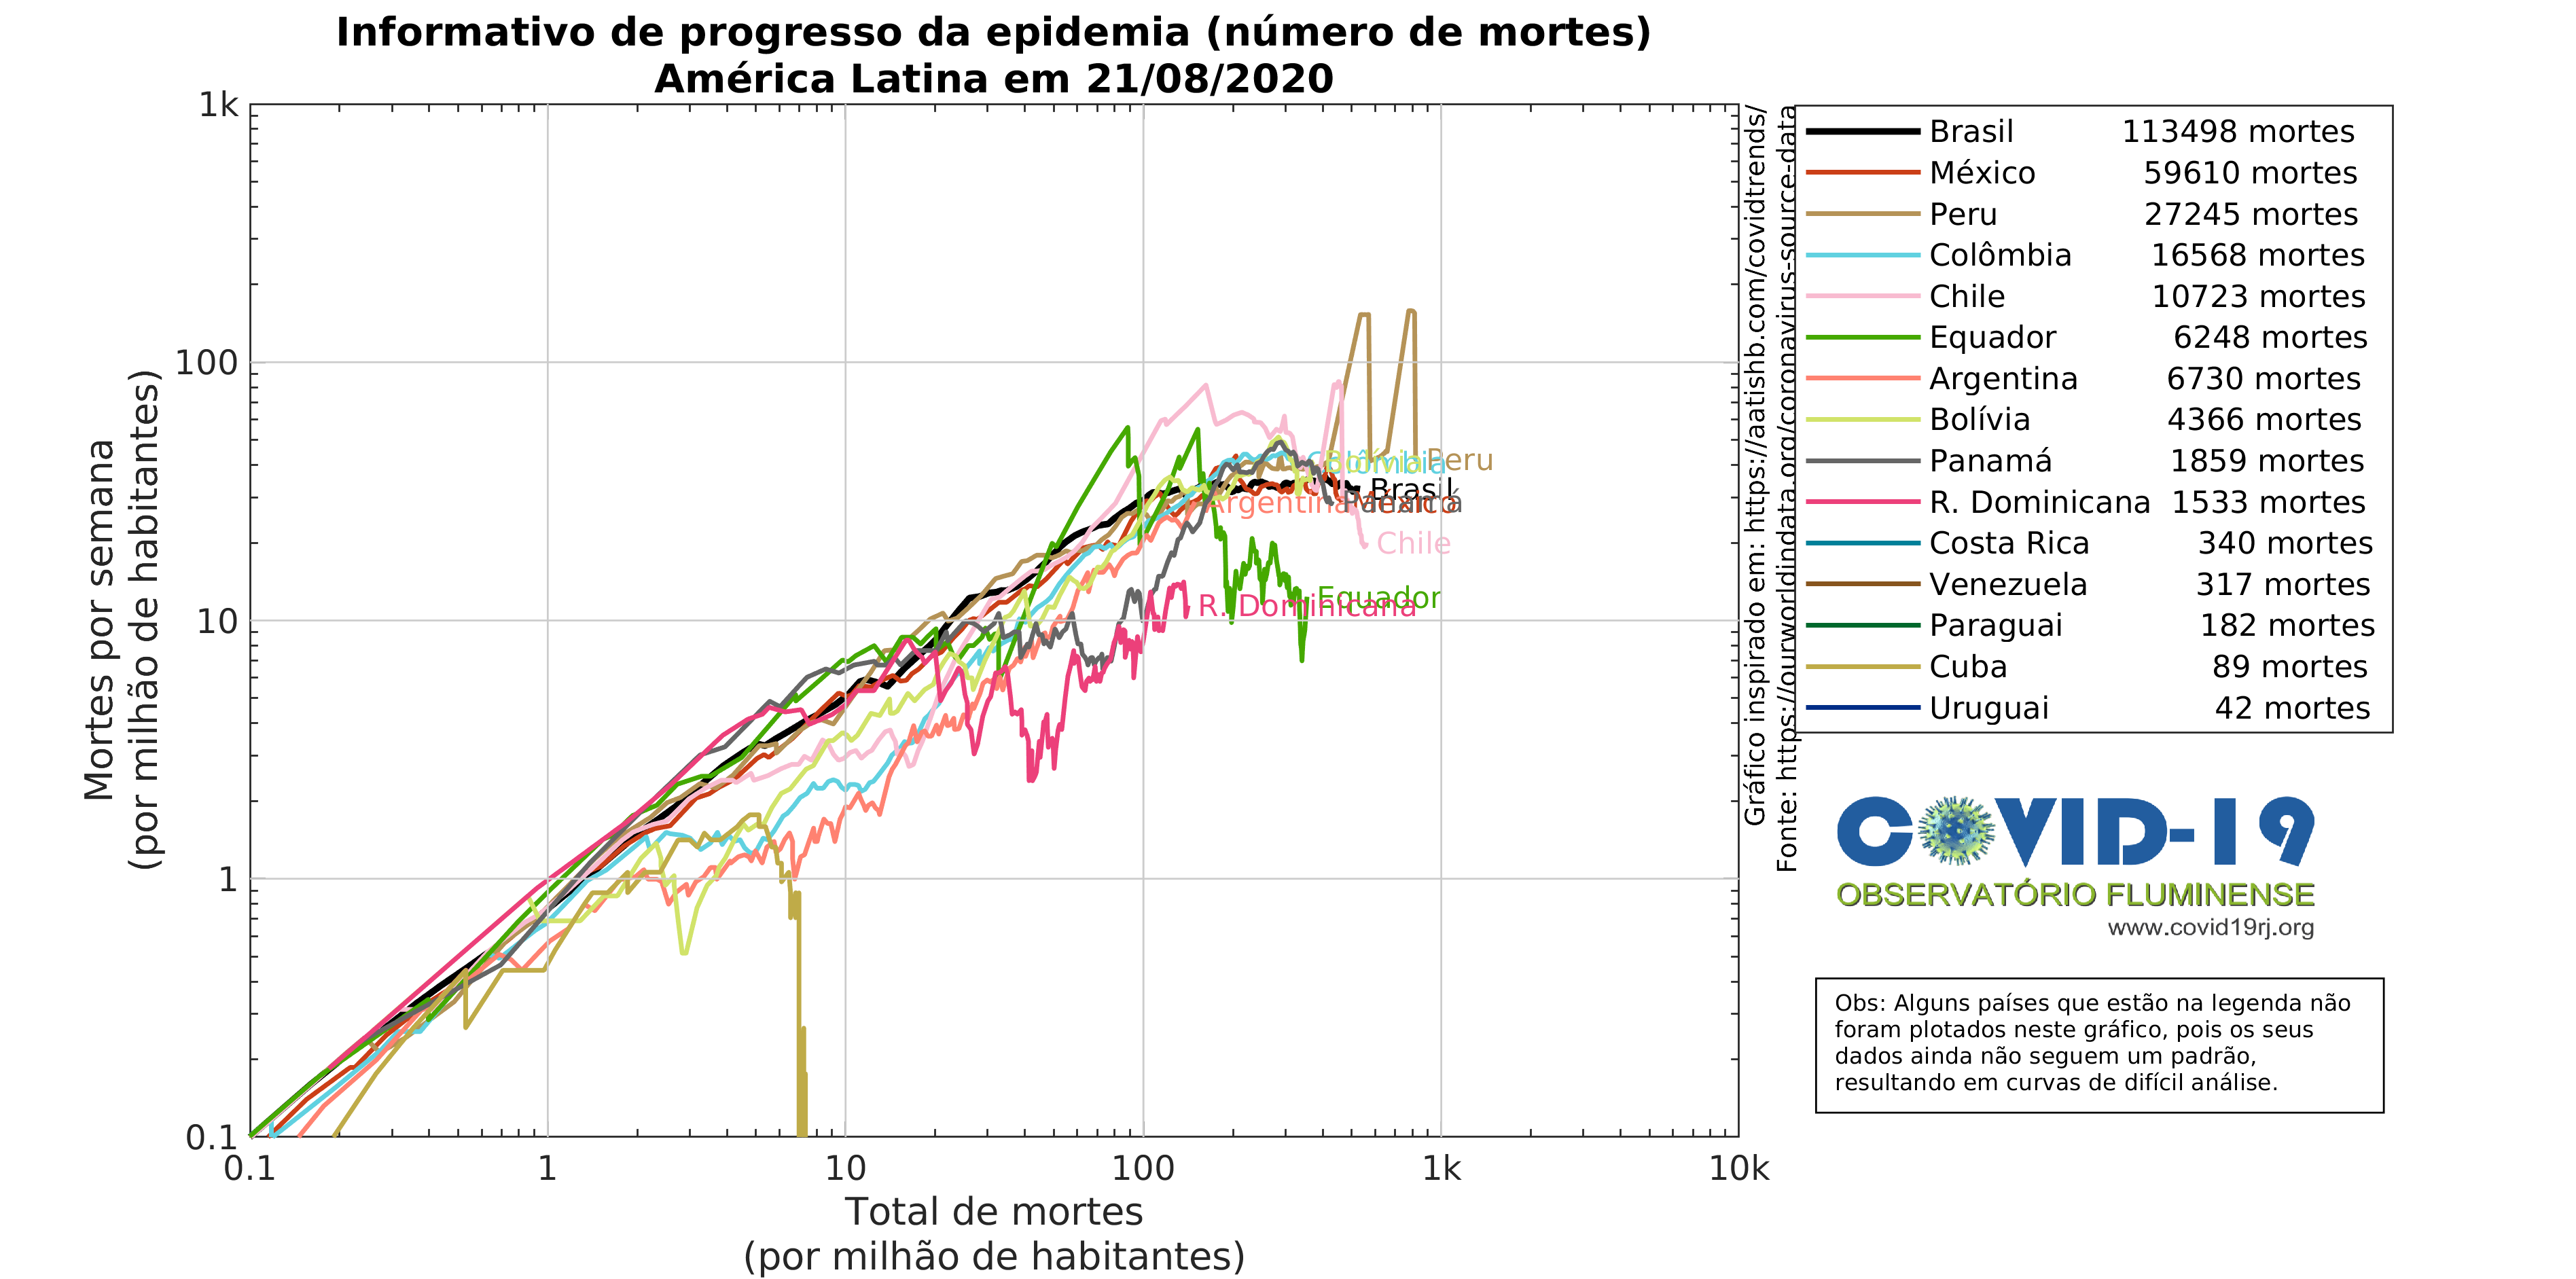 Informativo de progresso da epidemia (número de mortes)
América Latina em 21/08/2020
1k
100
10
1
0.1
Mortes por semana
(por milhão de habitantes)
0.1
1
10
100
1k
10k
Total de mortes
(por milhão de habitantes)
Colômbia
Bolívia
Peru
Brasil
Argentina
México
Panamá
Chile
Equador
R. Dominicana
Gráfico inspirado em: https://aatishb.com/covidtrends/
Fonte: https://ourworldindata.org/coronavirus-source-data
Brasil 113498 mortes
México 59610 mortes
Peru 27245 mortes
Colômbia 16568 mortes
Chile 10723 mortes
Equador 6248 mortes
Argentina 6730 mortes
Bolívia 4366 mortes
Panamá 1859 mortes
R. Dominicana 1533 mortes
Costa Rica 340 mortes
Venezuela 317 mortes
Paraguai 182 mortes
Cuba 89 mortes
Uruguai 42 mortes
COVID-19
OBSERVATÓRIO FLUMINENSE
www.covid19rj.org
Obs: Alguns países que estão na legenda não
foram plotados neste gráfico, pois os seus
dados ainda não seguem um padrão,
resultando em curvas de difícil análise.